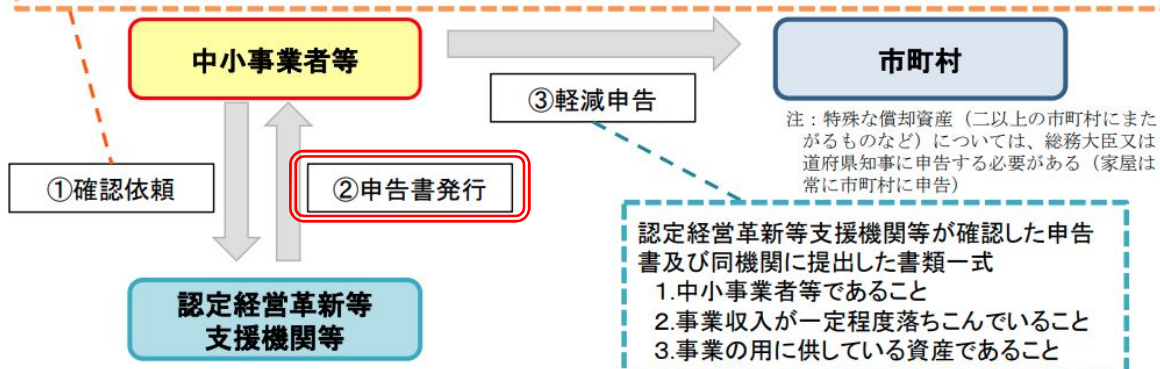 中小事業者等
市町村
③軽減申告
注：特殊な償却資産（二以上の市町村にまた
がるものなど）については、総務大臣又は
道府県知事に申告する必要がある（家屋は
常に市町村に申告）
①確認依頼
②申告書発行
認定経営革新等
支援機関等
認定経営革新等支援機関等が確認した申告
書及び同機関に提出した書類一式
1.中小事業者等であること
2.事業収入が一定程度落ちこんでいること
3.事業の用に供している資産であること